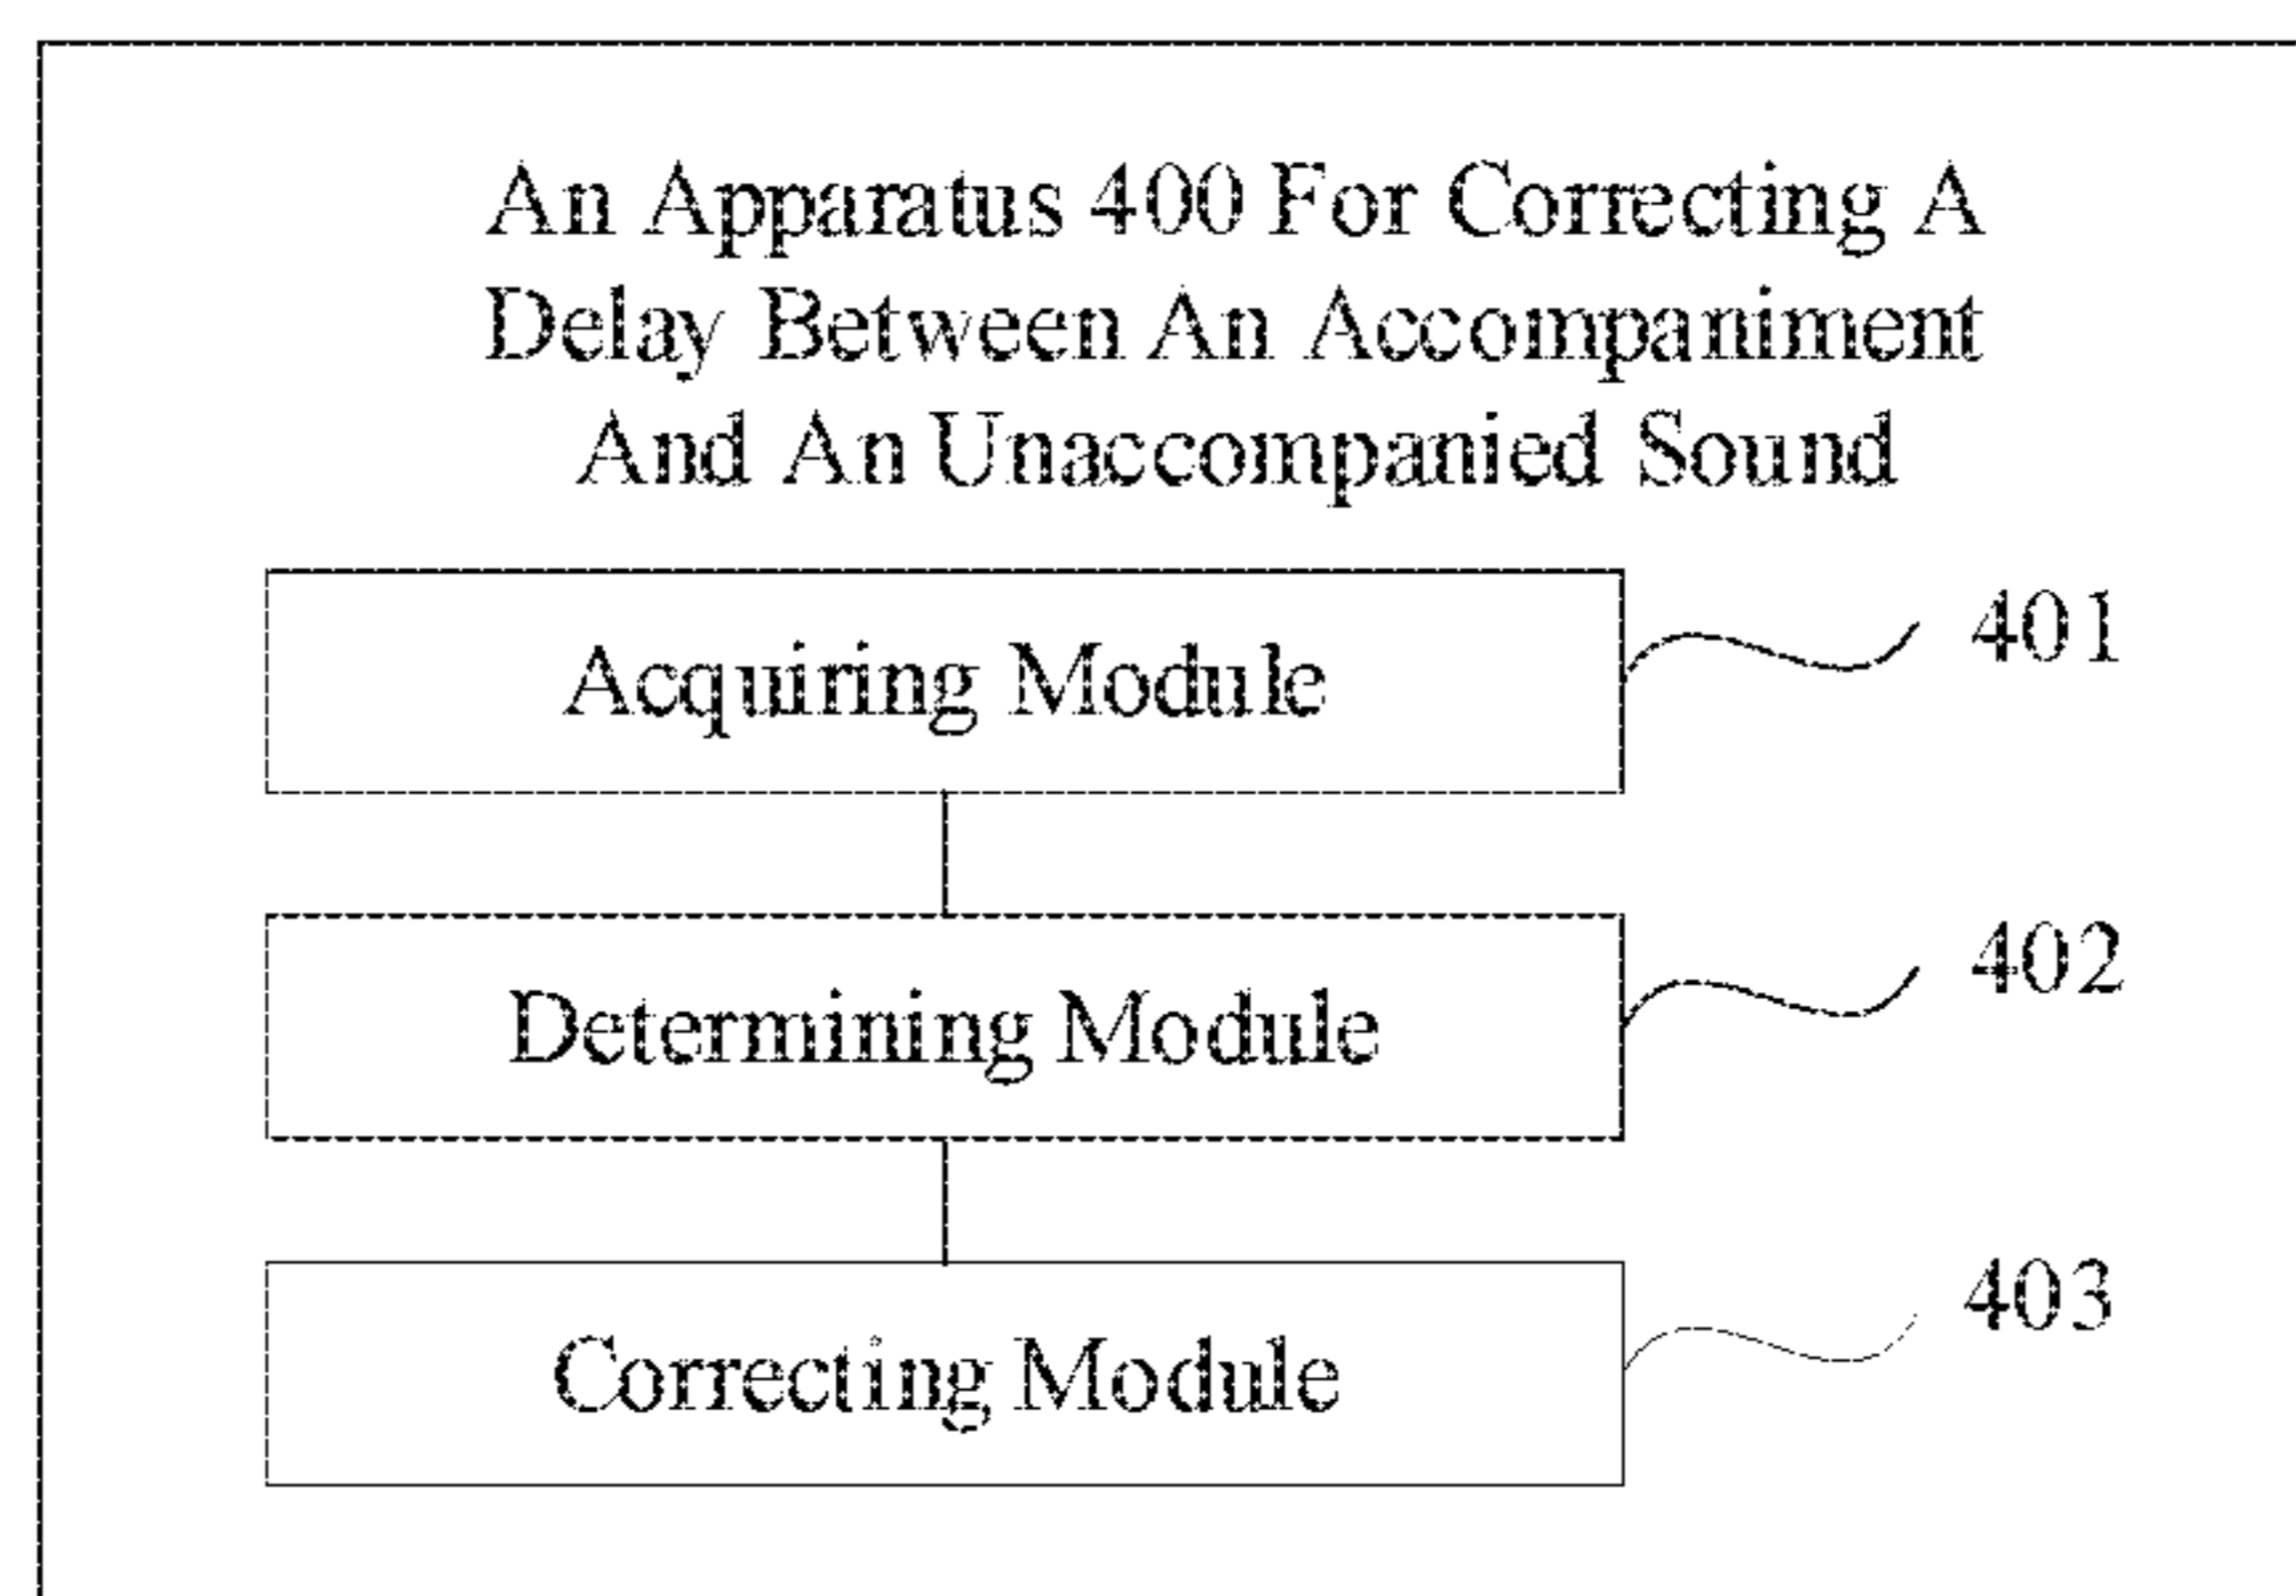 An Apparatus 400 For Correcting A
Delay Between An Accompaniment
And An Unaccompanied Sound
Acquiring Module
401
Determining Module
402
Correcting Module
403